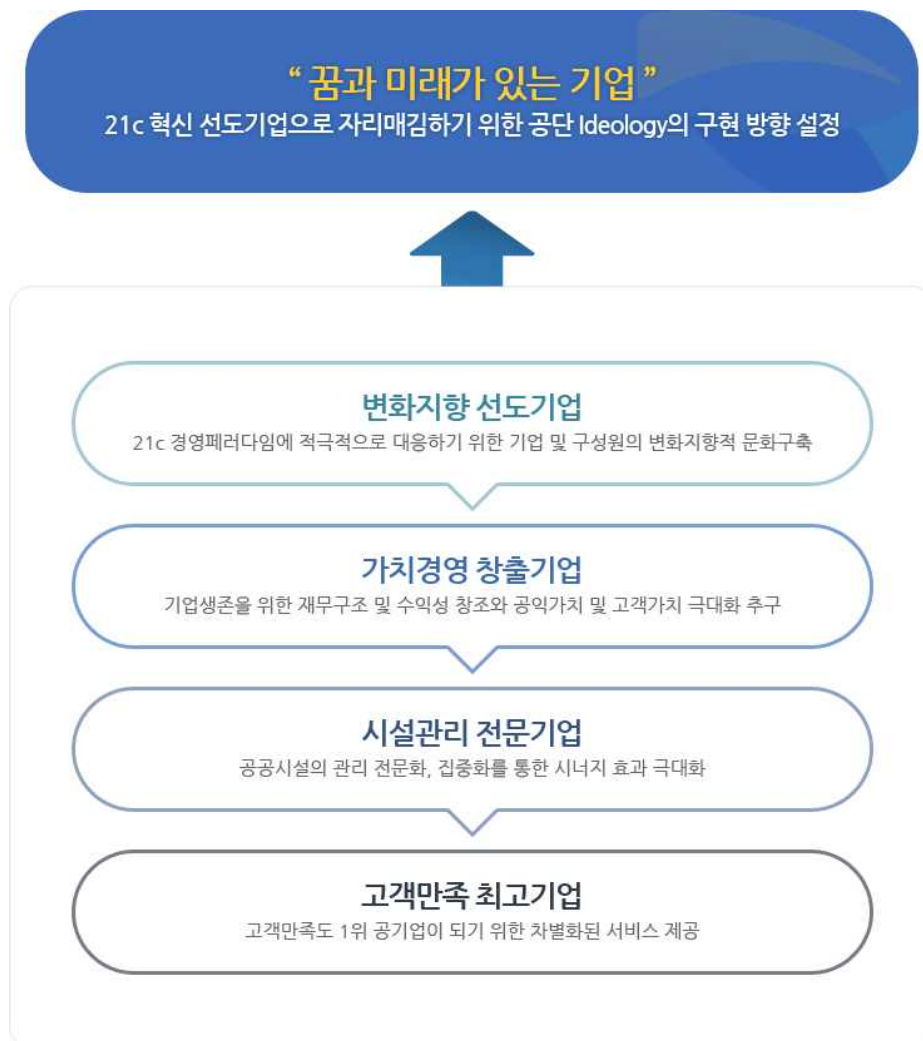 “ 꿈과 미래가 있는 기업 ”
21c 혁신 선도기업으로 자리매김하기 위한 공단 Ideology의 구현 방향 설정
변화지향 선도기업
21c 경영페러다임에 적극적으로 대응하기 위한 기업 및 구성원의 변화지향적 문화구축
가치경영 창출기업
기업생존을 위한 재무구조 및 수익성 창조와 공익가치 및 고객가치 극대화 추구
시설관리 전문기업
공공시설의 관리 전문화, 집중화를 통한 시너지 효과 극대화
고객만족 최고기업
고객만족도 1위 공기업이 되기 위한 차별화된 서비스 제공